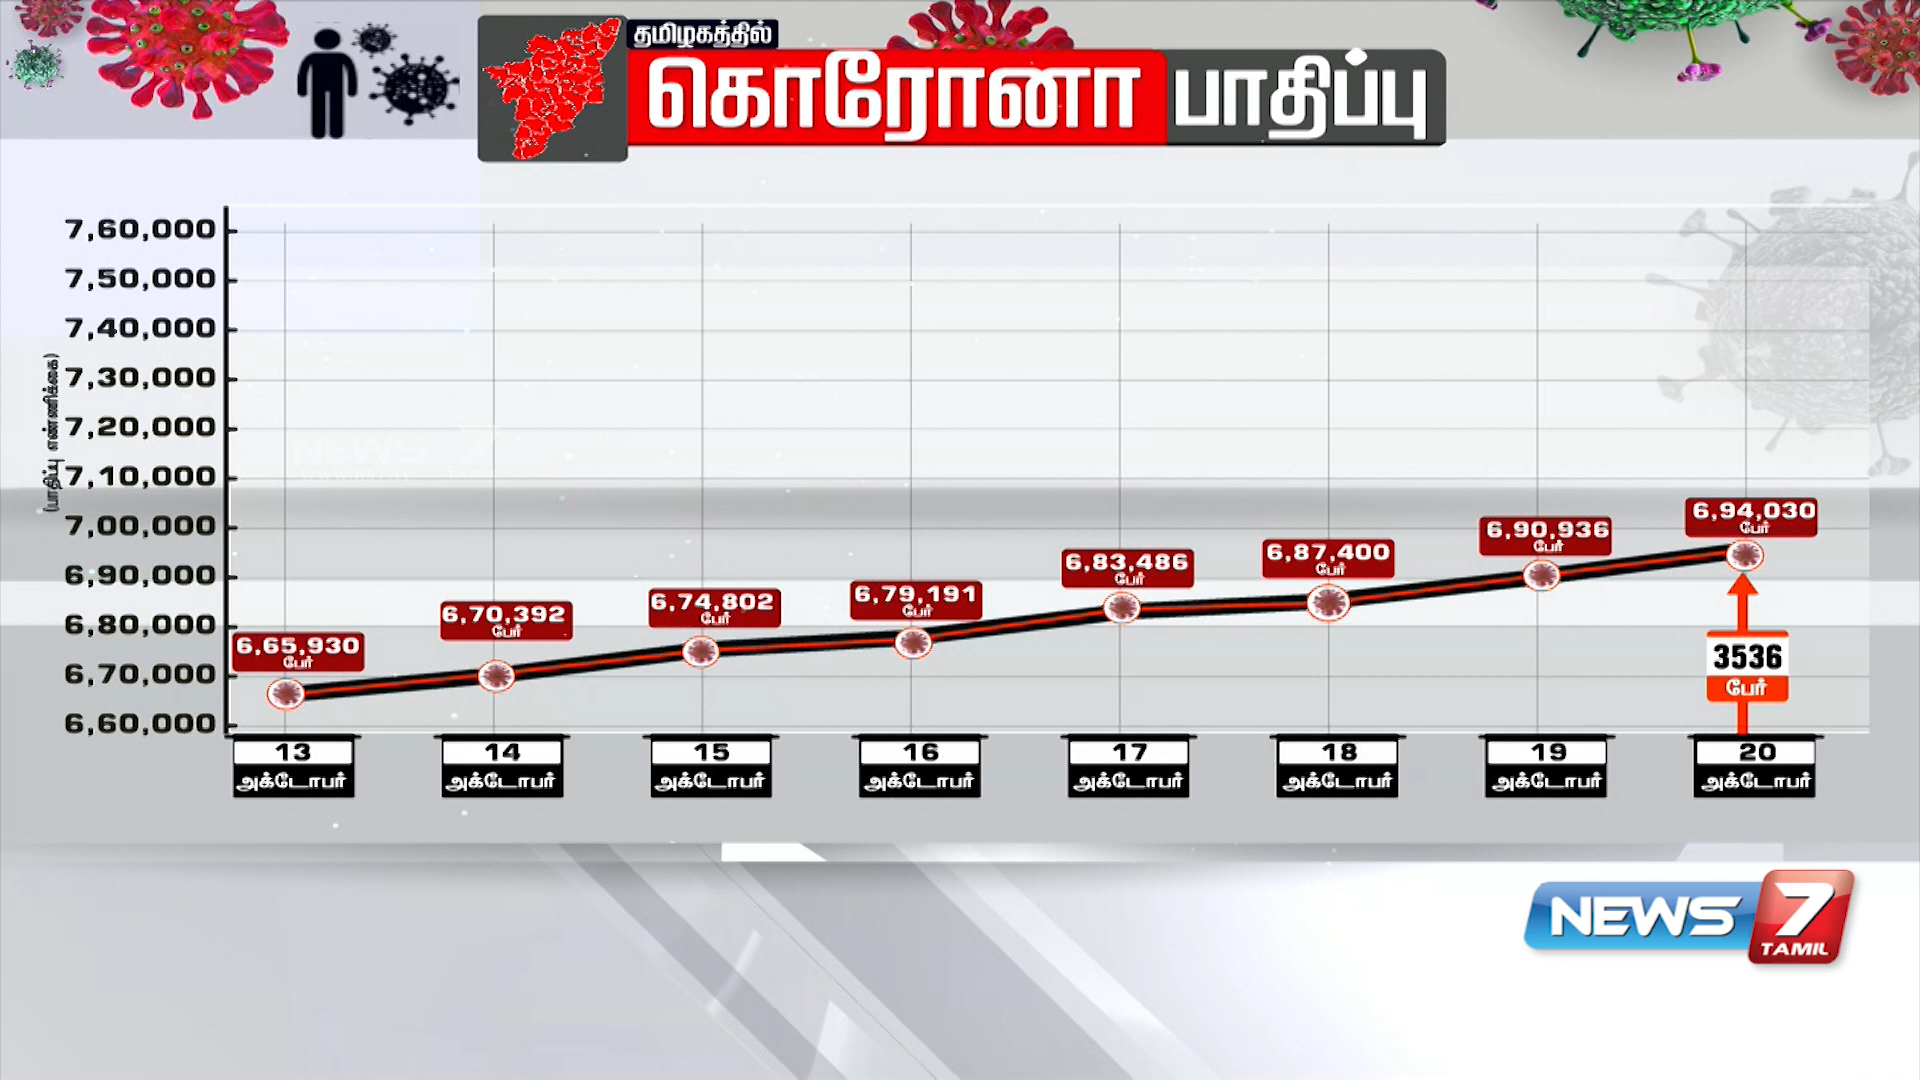 தமிழகத்தில்
கொரோனா பாதிப்பு
(பாதிப்பு எண்ணிக்கை)
7,60,000
7,50,000
7,40,000
7,30,000
7,20,000
7,10,000
7,00,000
6,90,000
6,80,000
6,70,000
6,60,000
6,65,930
பேர்
6,70,392
பேர்
6,74,802
பேர்
6,79,191
பேர்
6,83,486
பேர்
6,87,400
பேர்
6,90,936
பேர்
6,94,030
பேர்
3536
பேர்
13
அக்டோபர்
14
அக்டோபர்
15
அக்டோபர்
16
அக்டோபர்
17
அக்டோபர்
18
அக்டோபர்
19
அக்டோபர்
20
அக்டோபர்
NEWS 7
TAMIL